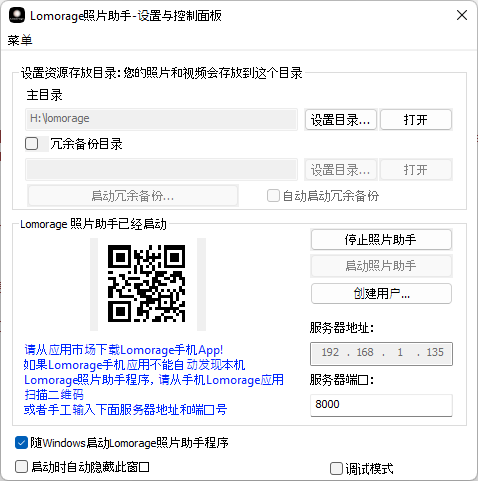 Lomorage照片助手-设置与控制面板
菜单
设置资源存放目录: 您的照片和视频会存放到这个目录
主目录
H:\lomorage
设置目录...
打开
冗余备份目录
设置目录...
打开
启动冗余备份...
自动启动冗余备份
Lomorage 照片助手已经启动
停止照片助手
启动照片助手
创建用户...
请从应用市场下载Lomorage手机App!
如果Lomorage手机应用不能自动发现本机
Lomorage照片助手程序, 请从手机Lomorage应用
扫描二维码
或者手工输入下面服务器地址和端口号
服务器地址:
192 . 168 . 1 . 135
服务器端口:
8000
随Windows启动Lomorage照片助手程序
启动时自动隐藏此窗口
调试模式